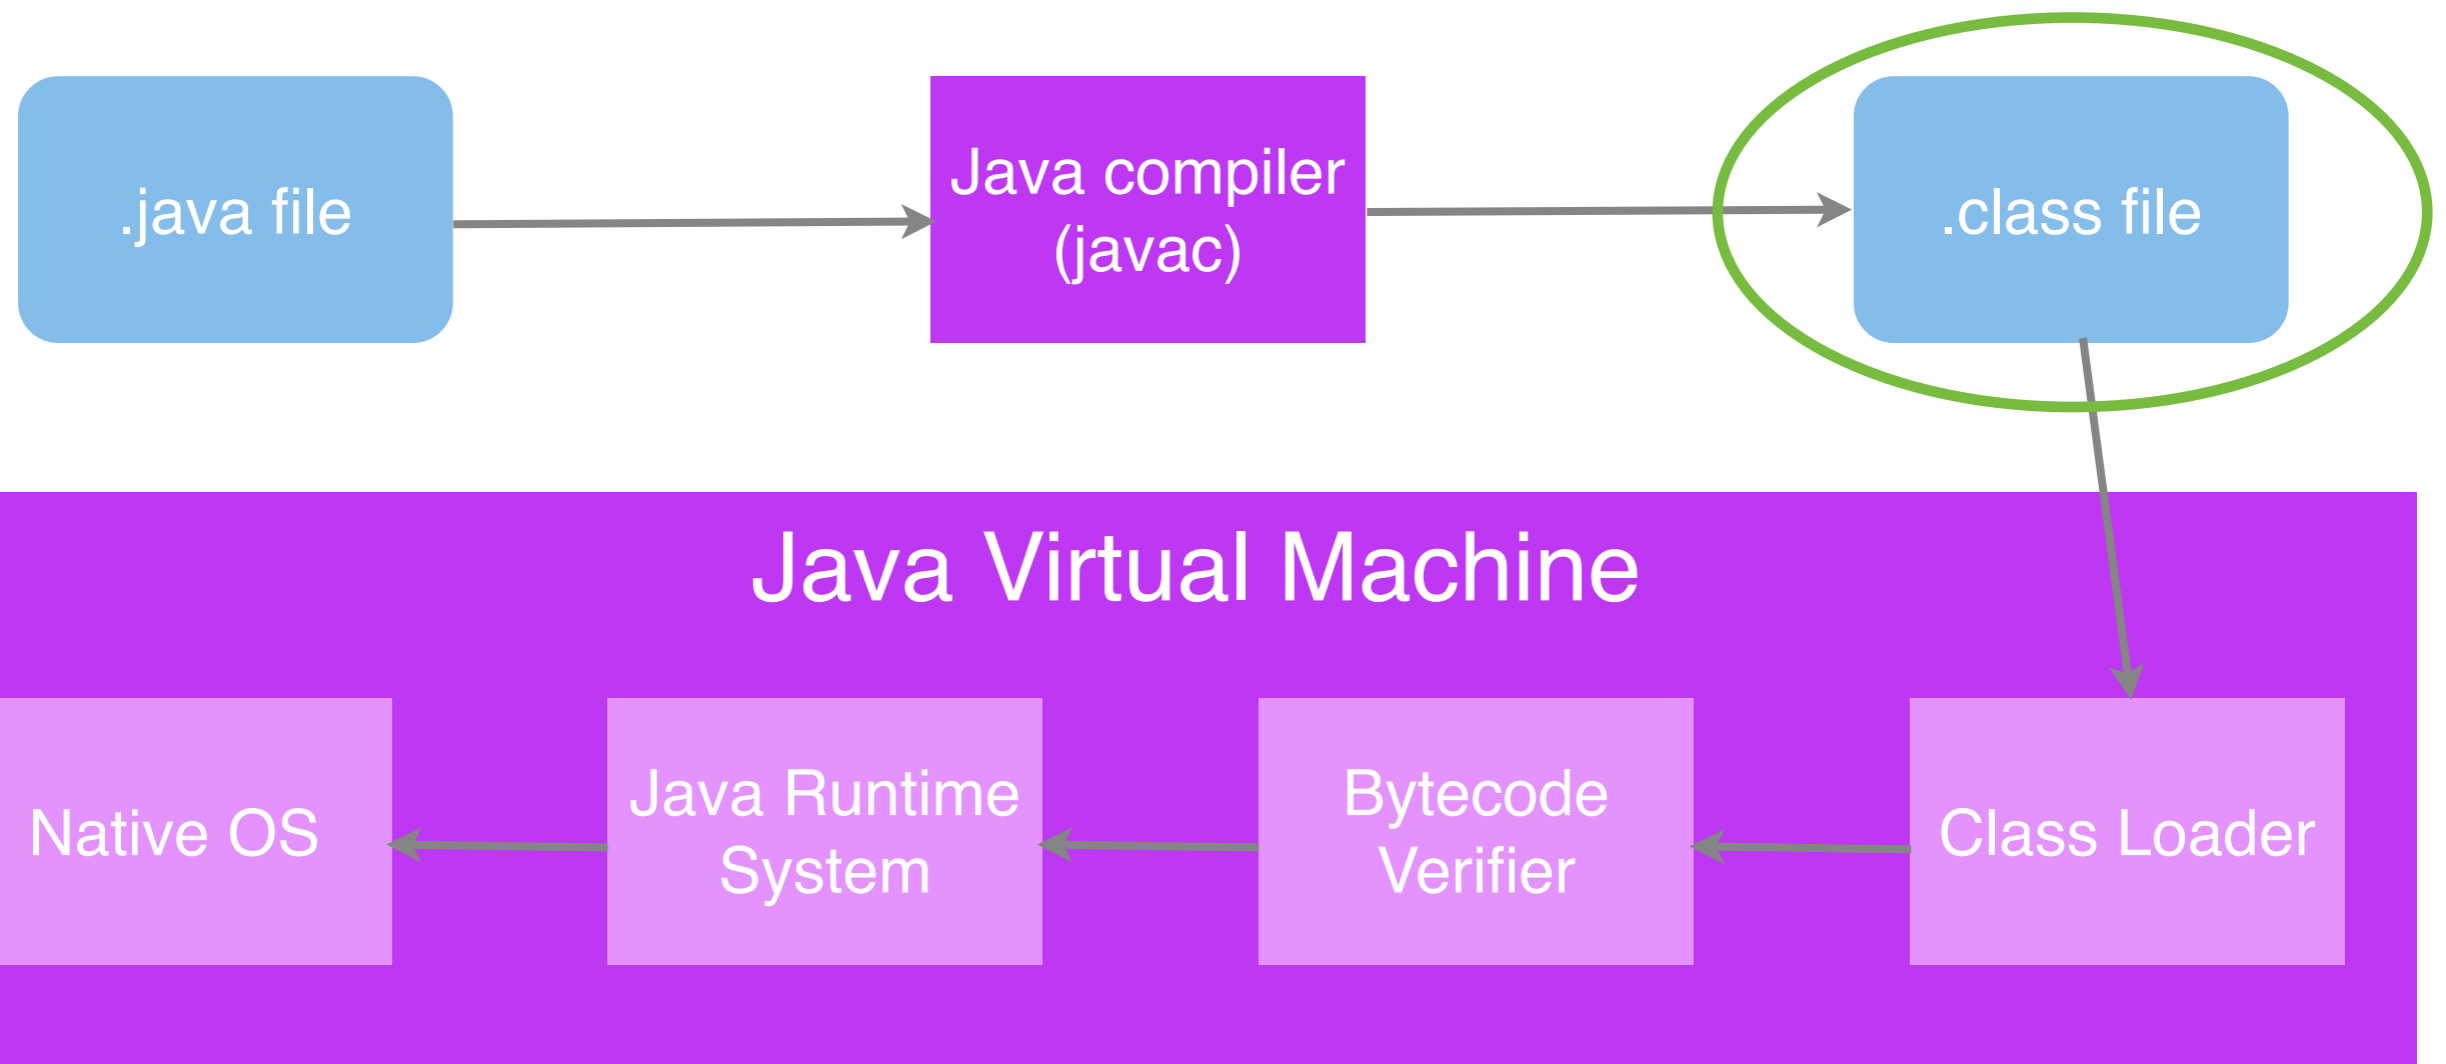 .java file
Java compiler
(javac)
.class file
Java Virtual Machine
Native OS
Java Runtime
System
Bytecode
Verifier
Class Loader